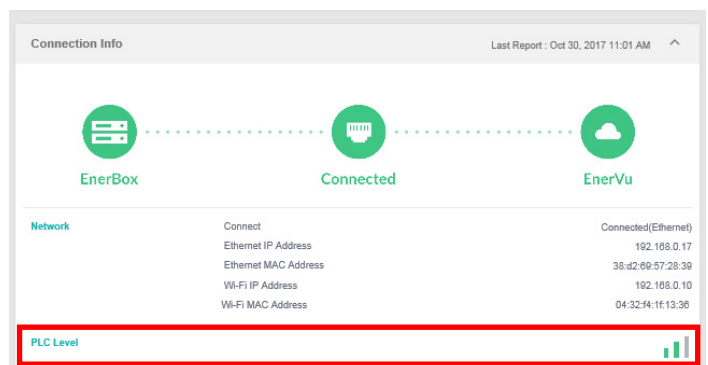 Connection Info Last Report : Oct 30, 2017 11:01 AM
EnerBox Connected EnerVu
Network Connect Connected(Ethernet)
Ethernet IP Address 192.168.0.17
Ethernet MAC Address 38:d2:69:57:28:39
Wi-Fi IP Address 192.168.0.10
Wi-Fi MAC Address 04:32:f4:1f:13:36
PLC Level